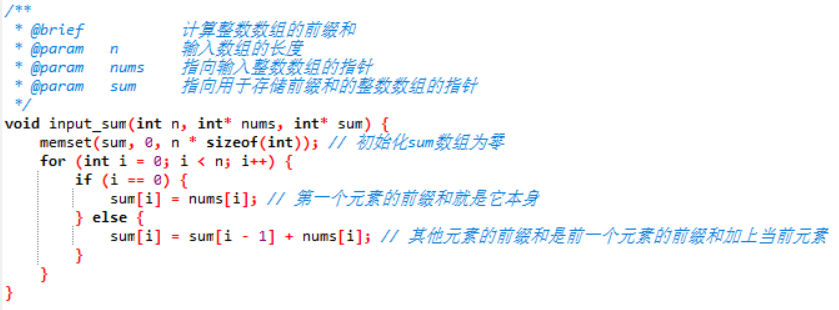 /**
 * @brief 计算整数数组的前缀和
 * @param n 输入数组的长度
 * @param nums 指向输入整数数组的指针
 * @param sum 指向用于存储前缀和的整数数组的指针
 */
void input_sum(int n, int* nums, int* sum) {
    memset(sum, 0, n * sizeof(int)); // 初始化sum数组为零
    for (int i = 0; i < n; i++) {
        if (i == 0) {
            sum[i] = nums[i]; // 第一个元素的前缀和就是它本身
        } else {
            sum[i] = sum[i - 1] + nums[i]; // 其他元素的前缀和是前一个元素的前缀和加上当前元素
        }
    }
}